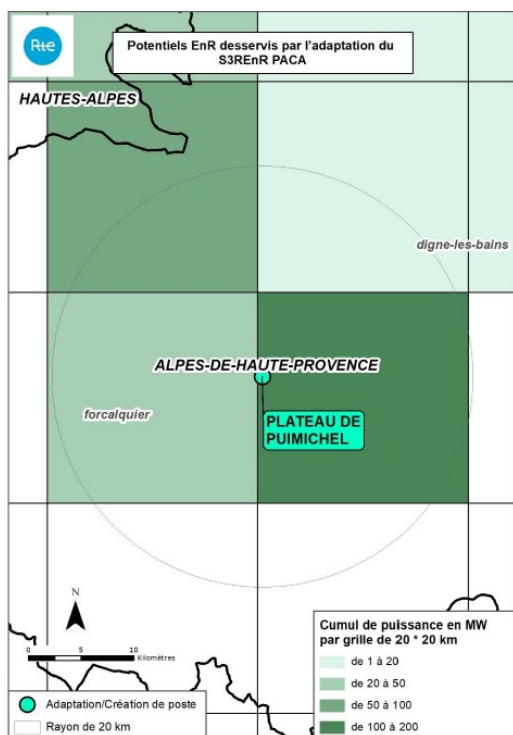 Rte
Potentiels EnR desservis par l'adaptation du
S3REnR PACA
HAUTES-ALPES
digne-les-bains
ALPES-DE-HAUTE-PROVENCE
forcalquier
PLATEAU DE
PUIMICHEL
N
0 5 10
Kilomètres
Adaptation/Création de poste
Rayon de 20 km
Cumul de puissance en MW
par grille de 20 * 20 km
de 1 à 20
de 20 à 50
de 50 à 100
de 100 à 200